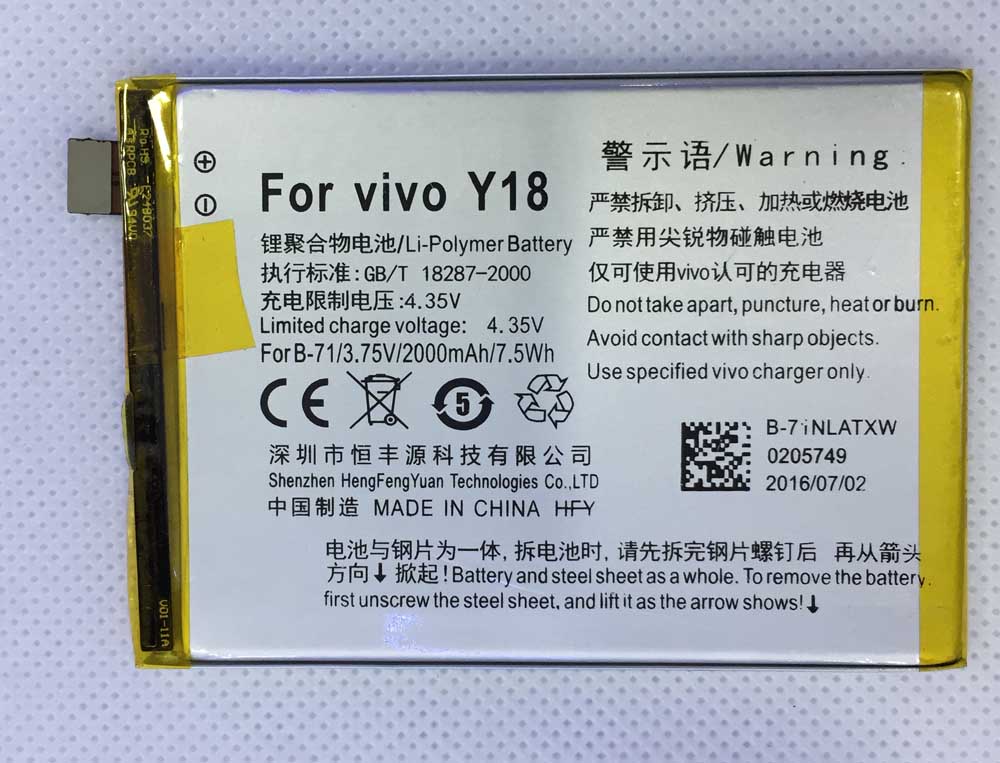 For vivo Y18
锂聚合物电池/Li-Polymer Battery
执行标准:GB/T 18287-2000
充电限制电压:4.35V
Limited charge voltage: 4.35V
For B-71/3.75V/2000mAh/7.5Wh
CE
5
深圳市恒丰源科技有限公司
Shenzhen HengFengYuan Technologies Co.,LTD
中国制造 MADE IN CHINA HFY
警示语/Warning:
严禁拆卸、挤压、加热或燃烧电池
严禁用尖锐物碰触电池
仅可使用vivo认可的充电器
Do not take apart, puncture, heat or burn.
Avoid contact with sharp objects.
Use specified vivo charger only.
B-71NLATXW
0205749
2016/07/02
电池与钢片为一体, 拆电池时, 请先拆完钢片螺钉后 再从箭头
方向↓掀起! Battery and steel sheet as a whole. To remove the battery.
first unscrew the steel sheet, and lift it as the arrow shows!↓
RoHS
94V0
001-11A